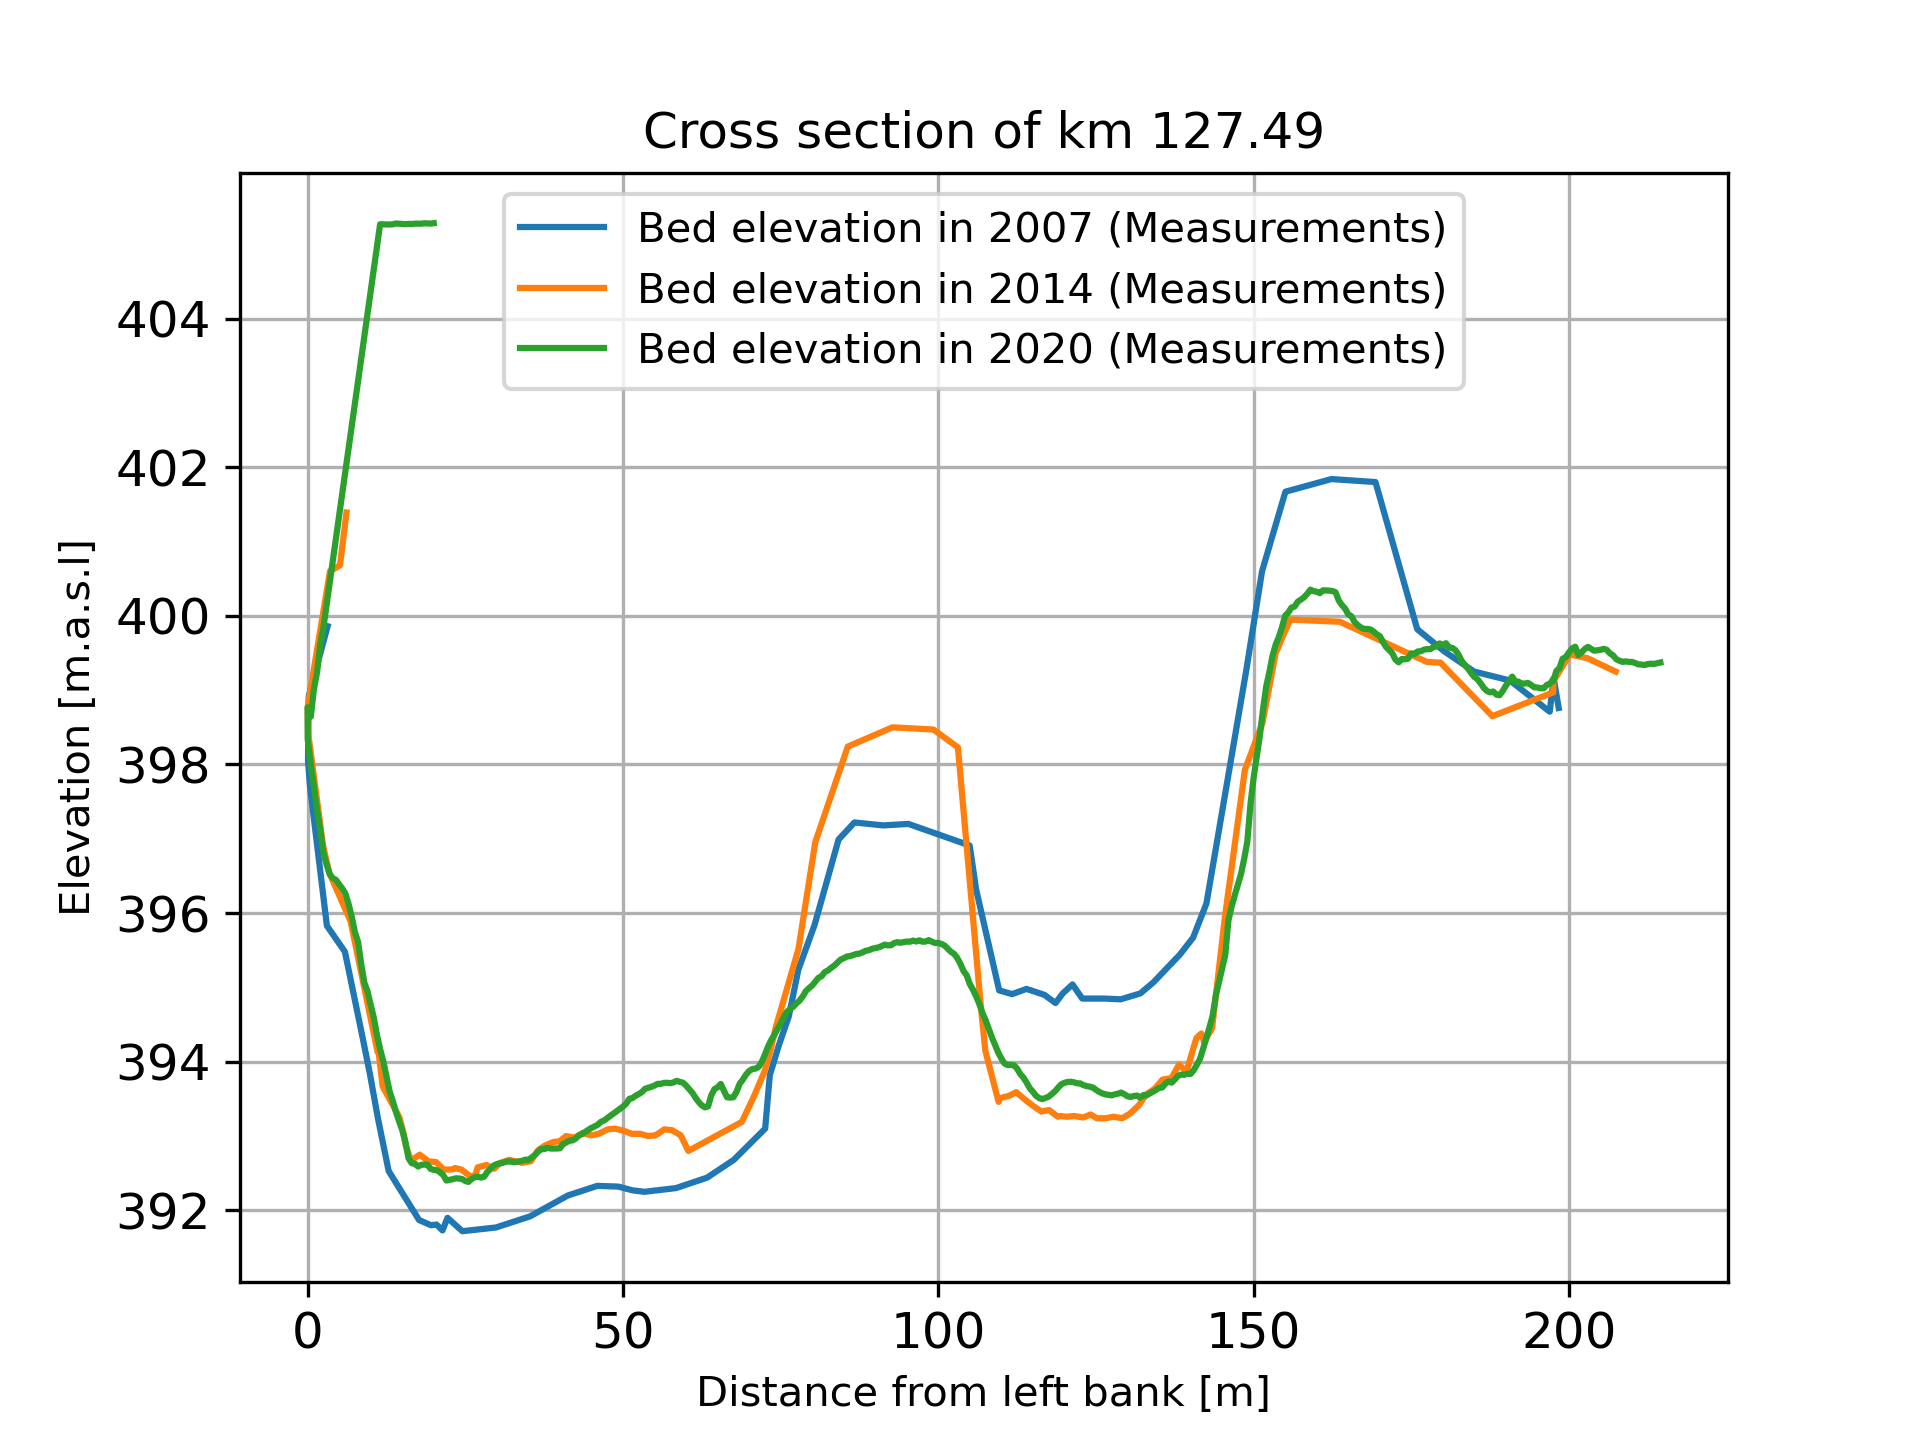 Cross section of km 127.49
Bed elevation in 2007 (Measurements)
Bed elevation in 2014 (Measurements)
Bed elevation in 2020 (Measurements)
404
402
400
398
396
394
392
Elevation [m.a.s.l]
0 50 100 150 200
Distance from left bank [m]